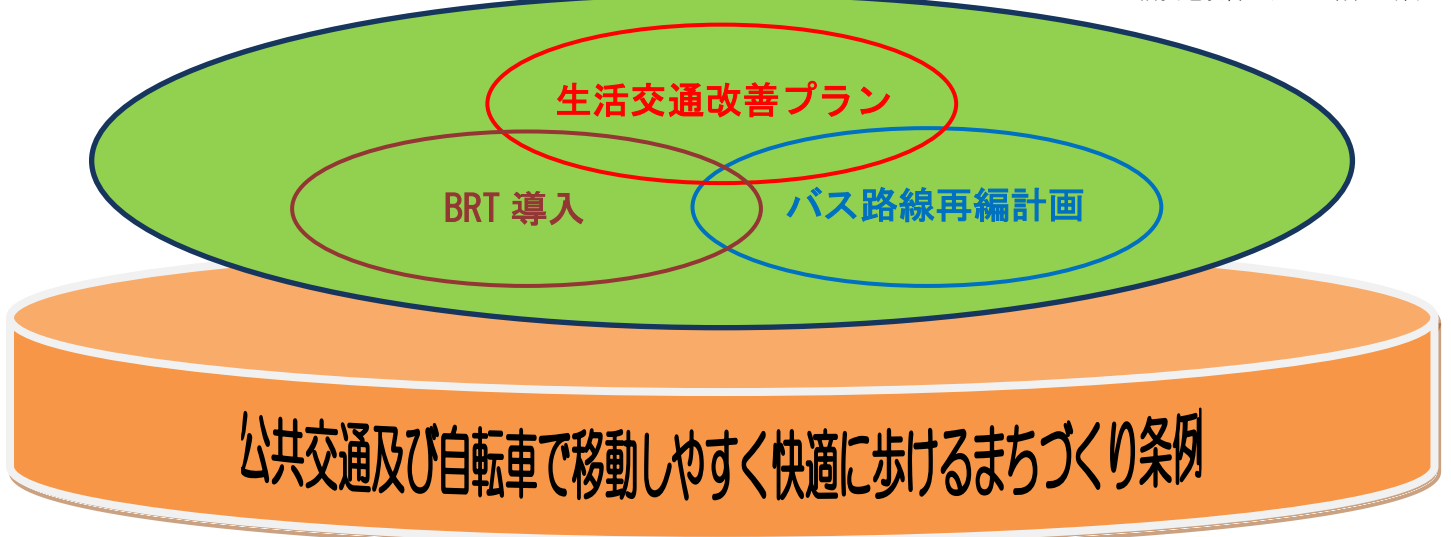 生活交通改善プラン
BRT 導入
バス路線再編計画
公共交通及び自転車で移動しやすく快適に歩けるまちづくり条例